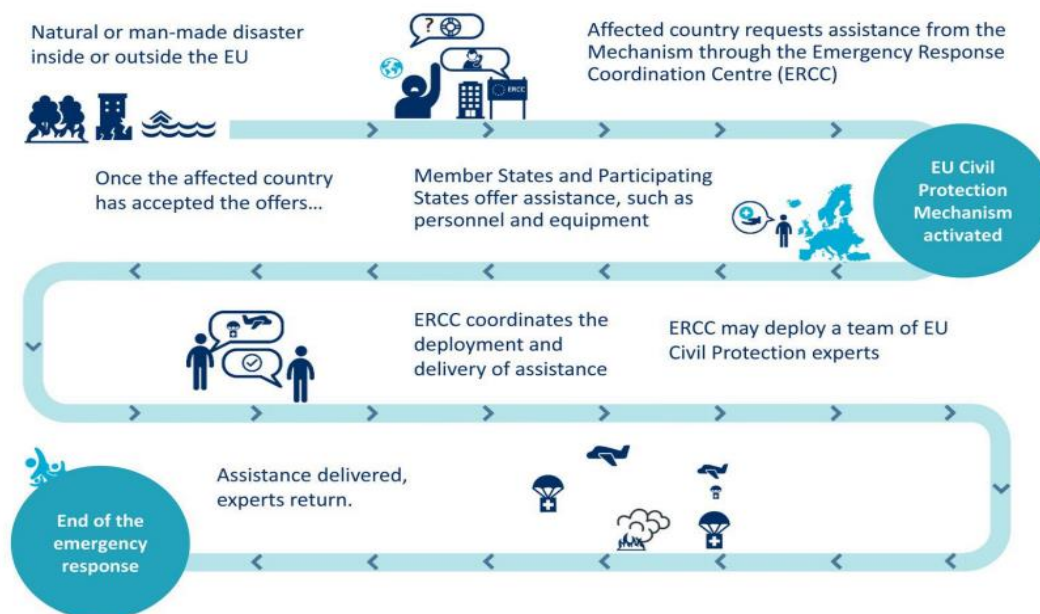 Natural or man-made disaster
inside or outside the EU
?
ERCC
Affected country requests assistance from the
Mechanism through the Emergency Response
Coordination Centre (ERCC)
EU Civil
Protection
Mechanism
activated
Member States and Participating
States offer assistance, such as
personnel and equipment
Once the affected country
has accepted the offers...
ERCC coordinates the
deployment and
delivery of assistance
ERCC may deploy a team of EU
Civil Protection experts
Assistance delivered,
experts return.
End of the
emergency
response